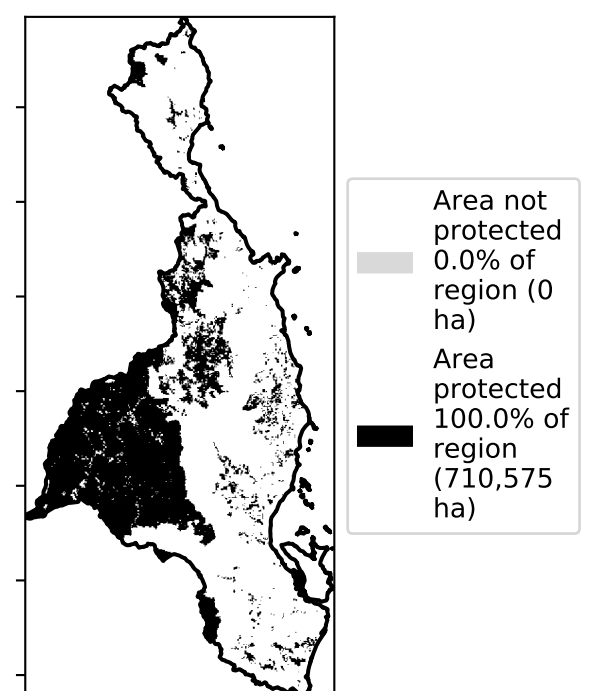 Area not
protected
0.0% of
region (0
ha)
Area
protected
100.0% of
region
(710,575
ha)